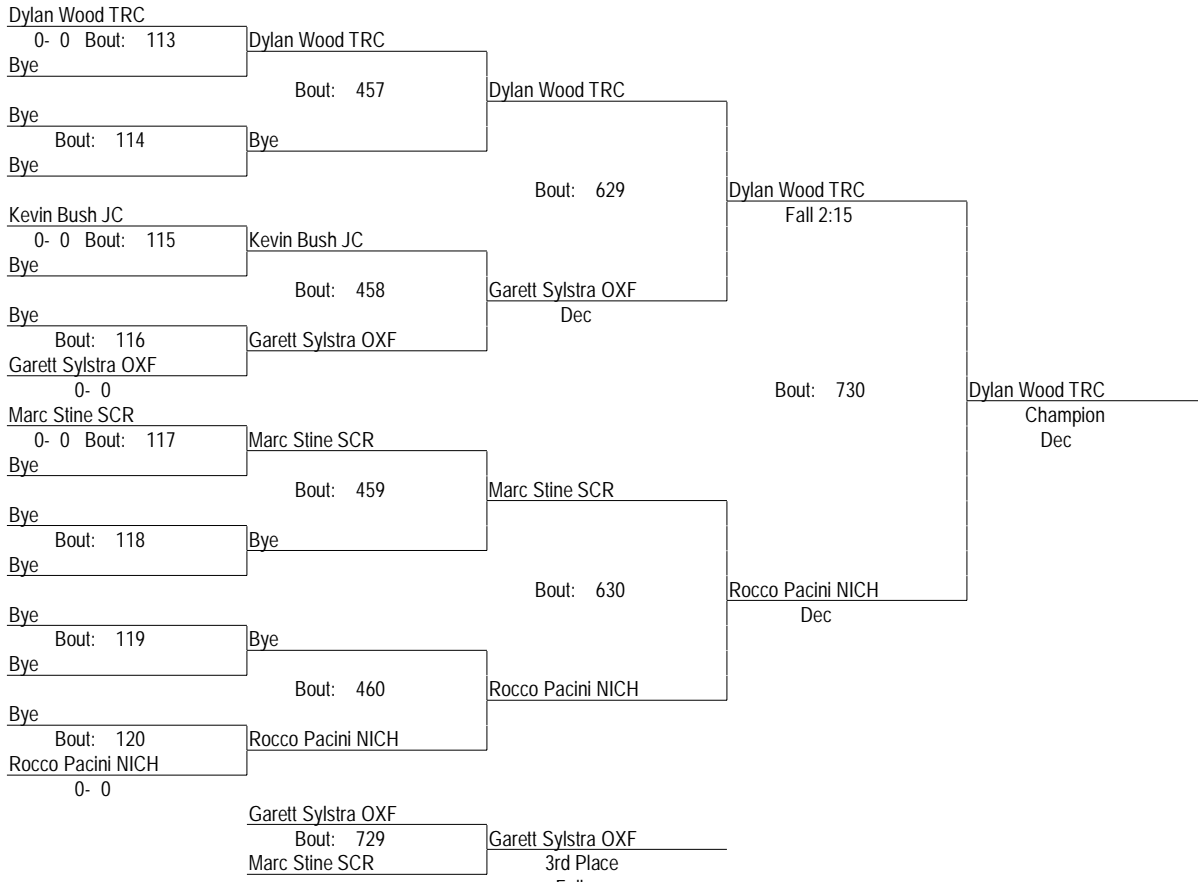 Dylan Wood TRC
0- 0 Bout: 113
Dylan Wood TRC
Bye
Bout: 457
Dylan Wood TRC
Bye
Bout: 114
Bye
Bye
Bout: 629
Dylan Wood TRC
Fall 2:15
Kevin Bush JC
0- 0 Bout: 115
Kevin Bush JC
Bye
Bout: 458
Garett Sylstra OXF
Dec
Bye
Bout: 116
Garett Sylstra OXF
Garett Sylstra OXF
0- 0
Bout: 730
Dylan Wood TRC
Champion
Dec
Marc Stine SCR
0- 0 Bout: 117
Marc Stine SCR
Bye
Bout: 459
Marc Stine SCR
Bye
Bout: 118
Bye
Bye
Bout: 630
Rocco Pacini NICH
Dec
Bye
Bout: 119
Bye
Bye
Bout: 460
Rocco Pacini NICH
Bye
Bout: 120
Rocco Pacini NICH
Rocco Pacini NICH
0- 0
Garett Sylstra OXF
Bout: 729
Garett Sylstra OXF
Marc Stine SCR
3rd Place